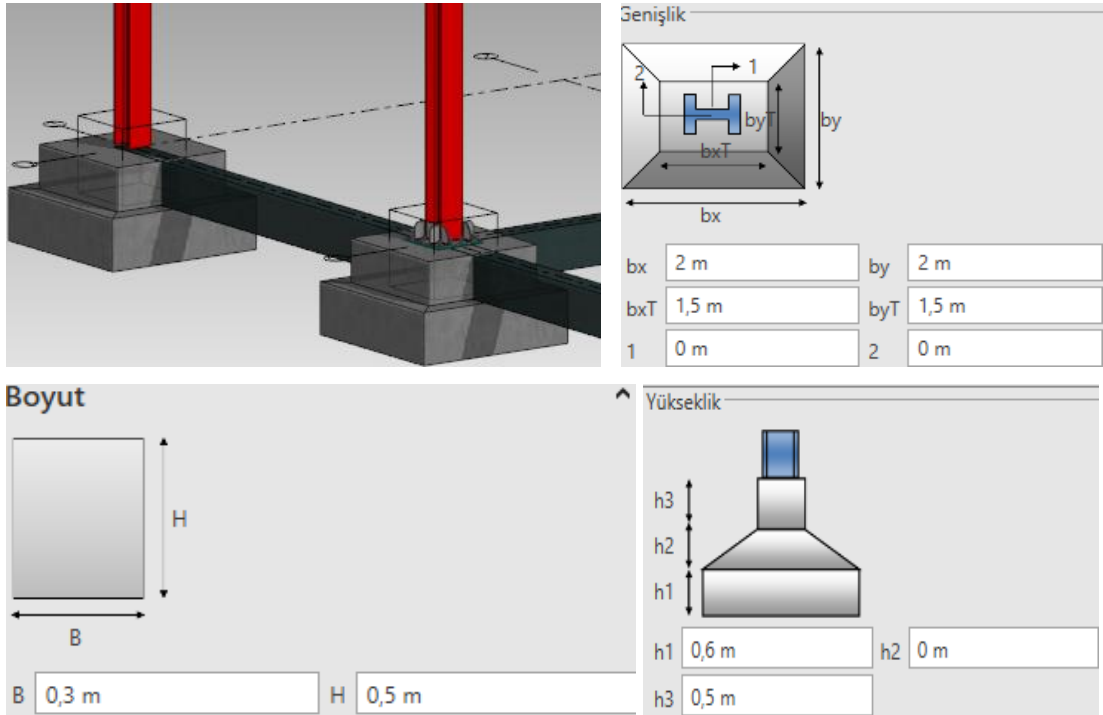 Genişlik
1
2
byT
by
bxT
bx
bx 2 m by 2 m
bxT 1,5 m byT 1,5 m
1 0 m 2 0 m
Boyut
H
B
B 0,3 m H 0,5 m
Yükseklik
h3
h2
h1
h1 0,6 m h2 0 m
h3 0,5 m